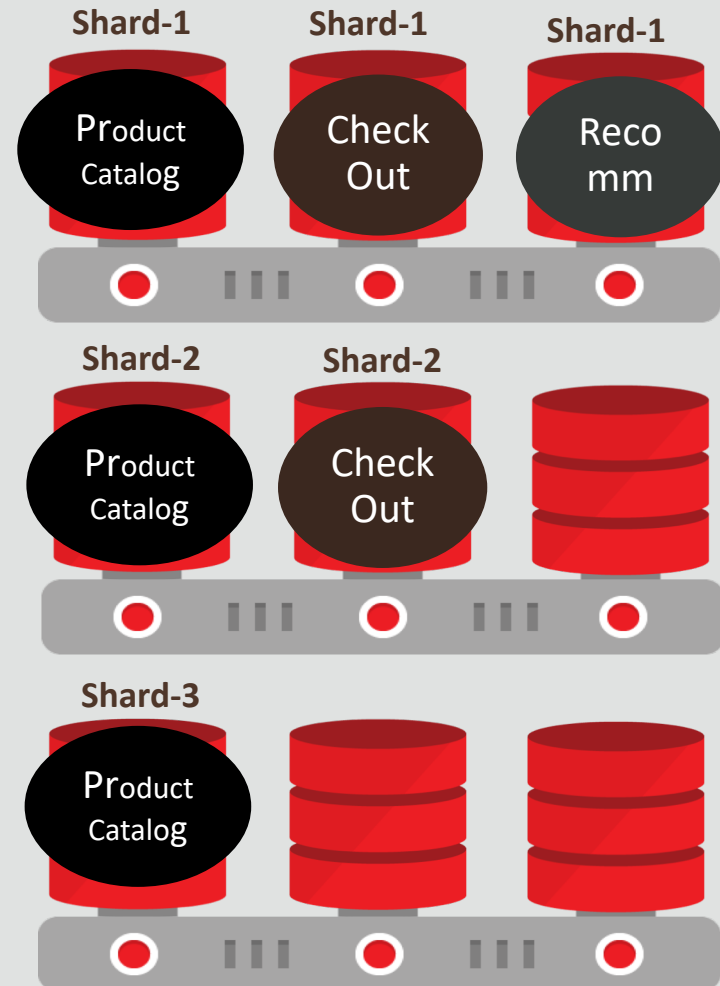 Shard-1 Shard-1 Shard-1
Product
Catalog
Check
Out
Reco
mm
Shard-2 Shard-2
Product
Catalog
Check
Out
Shard-3
Product
Catalog